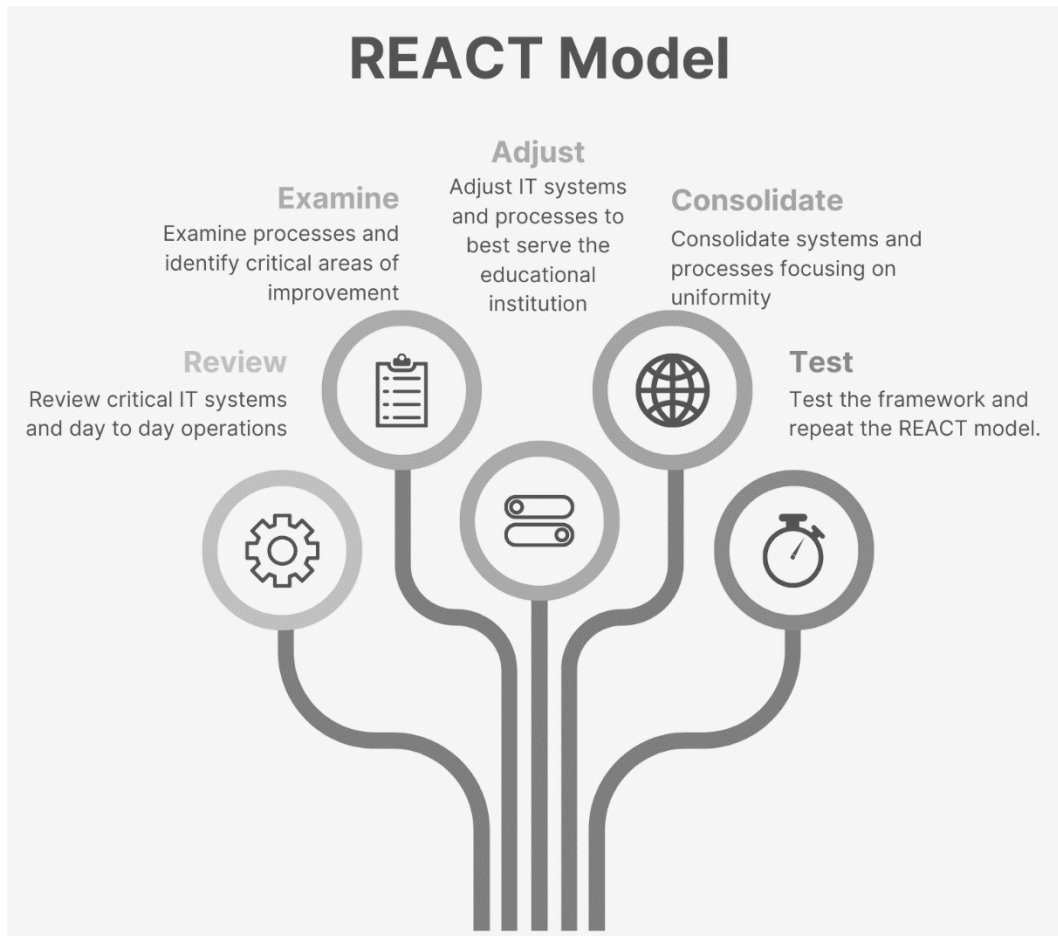 REACT Model
Review
Review critical IT systems
and day to day operations
Examine
Examine processes and
identify critical areas of
improvement
Adjust
Adjust IT systems
and processes to
best serve the
educational
institution
Consolidate
Consolidate systems and
processes focusing on
uniformity
Test
Test the framework and
repeat the REACT model.